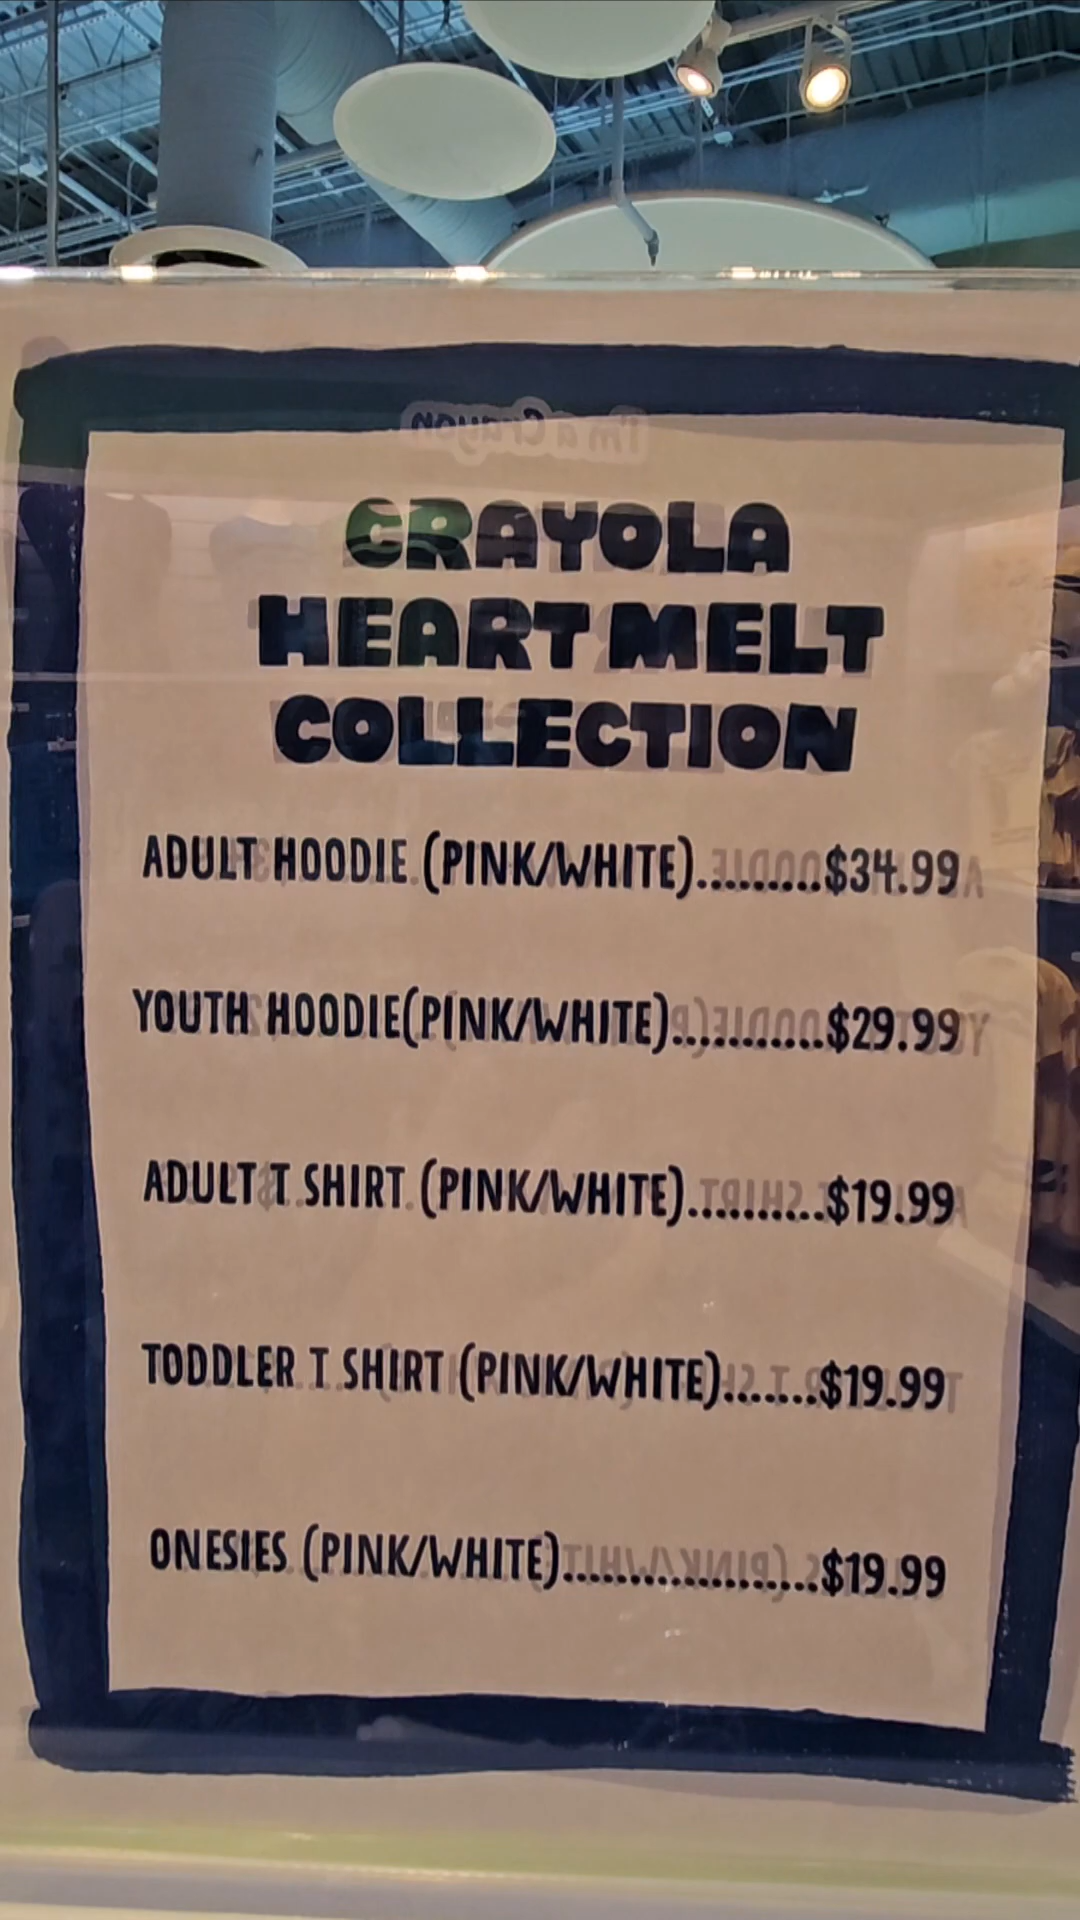 I'm a Crayon
CRAYOLA
HEART MELT
COLLECTION
ADULT HOODIE (PINK/WHITE).........$34.99
YOUTH HOODIE(PINK/WHITE)...........$29.99
ADULT T SHIRT (PINK/WHITE)..........$19.99
TODDLER T SHIRT (PINK/WHITE).......$19.99
ONESIES (PINK/WHITE)...................$19.99